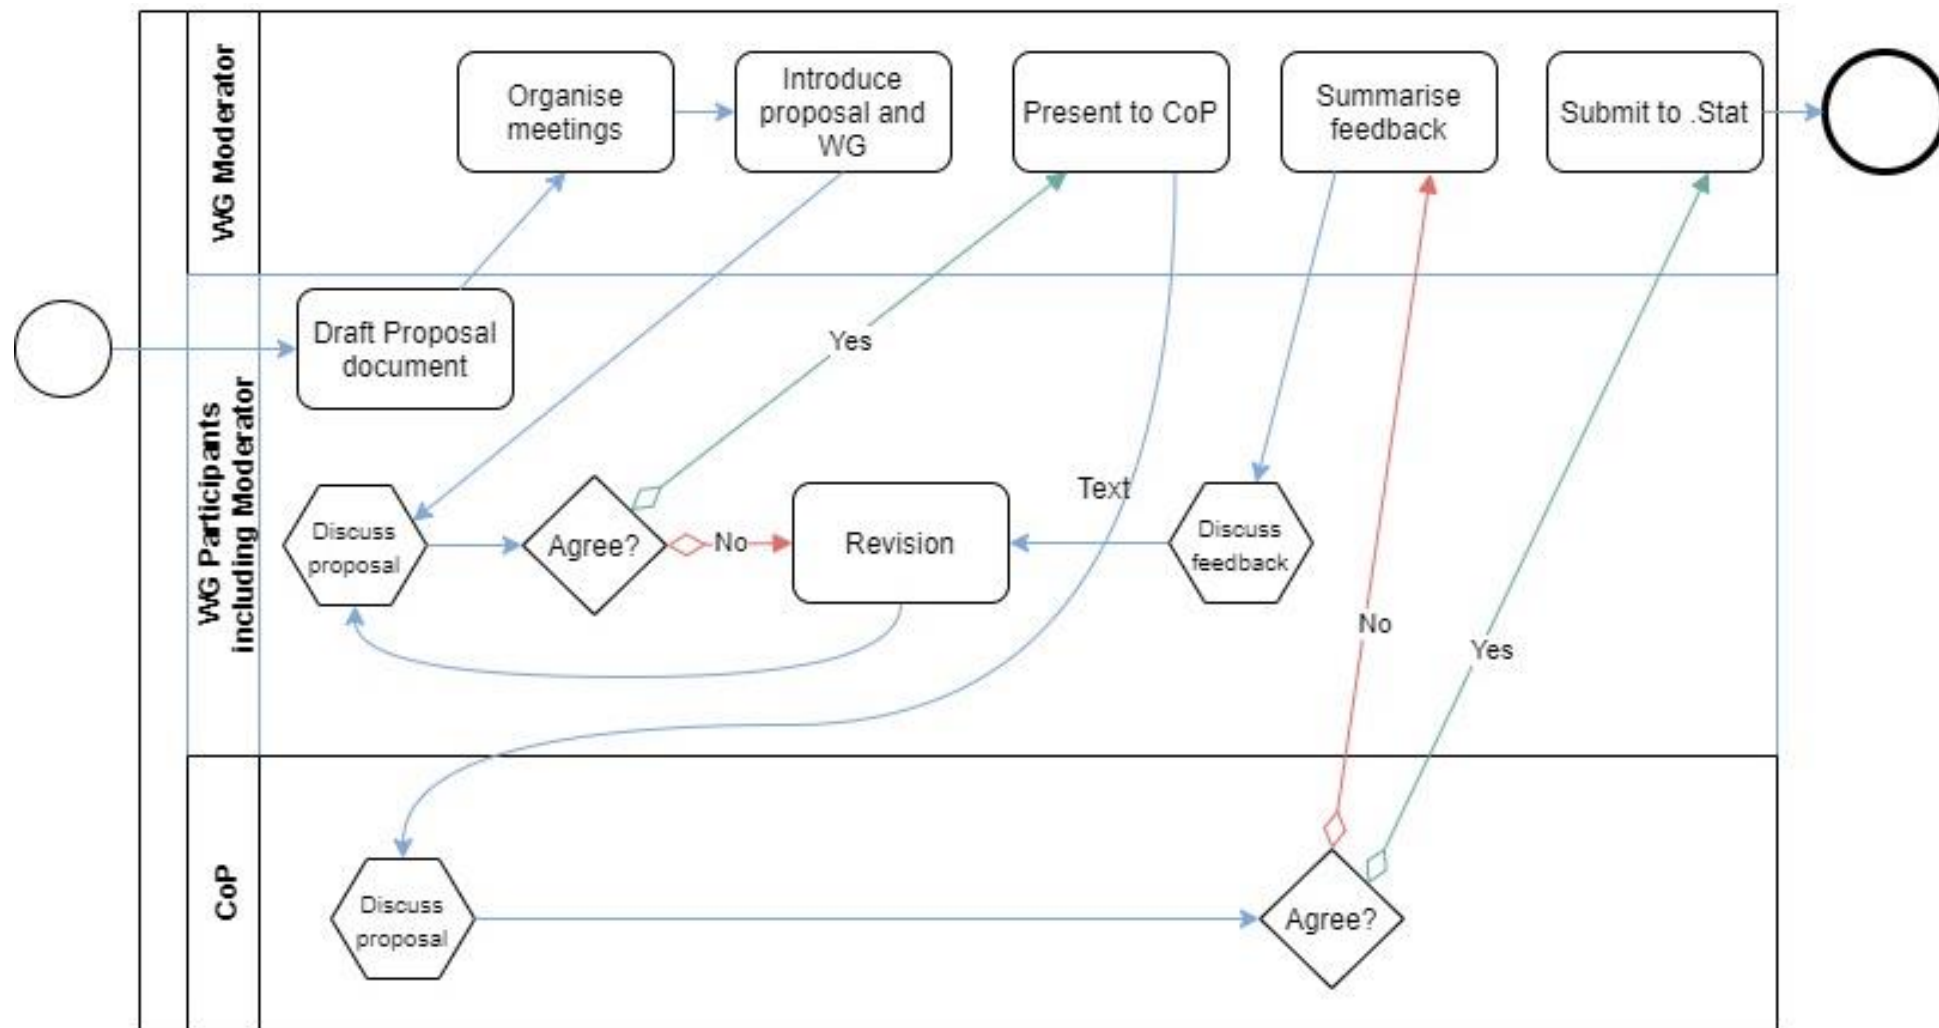 WG Moderator
Organise
meetings
Introduce
proposal and
WG
Present to CoP
Summarise
feedback
Submit to .Stat
WG Participants
including Moderator
Draft Proposal
document
Yes
Discuss
proposal
Agree?
No
Revision
Text
Discuss
feedback
No
Yes
CoP
Discuss
proposal
Agree?